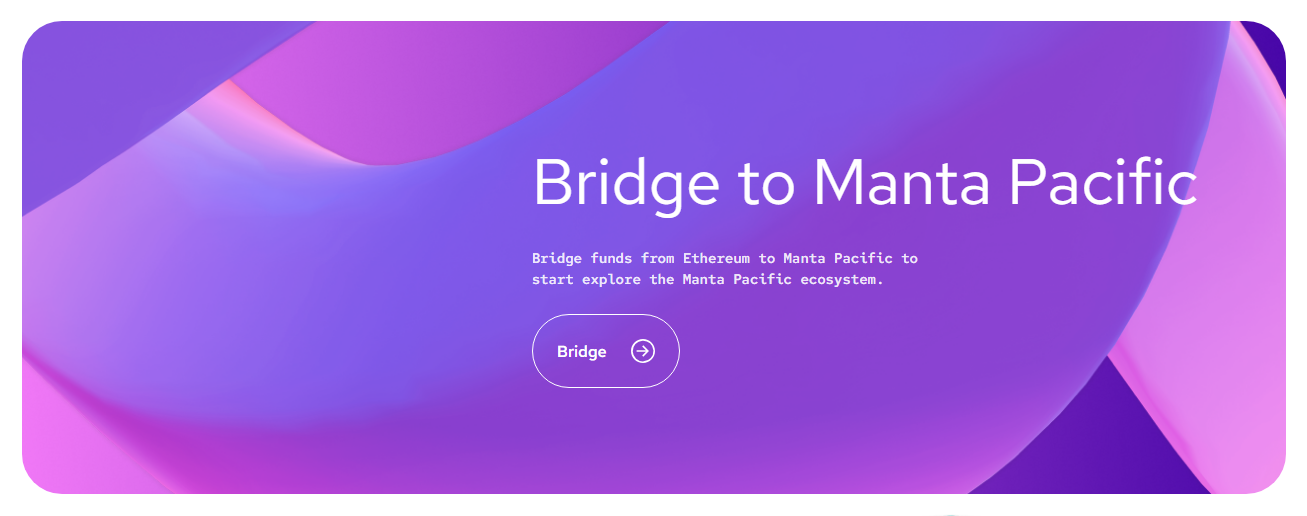 Bridge to Manta Pacific
Bridge funds from Ethereum to Manta Pacific to
start explore the Manta Pacific ecosystem.
Bridge